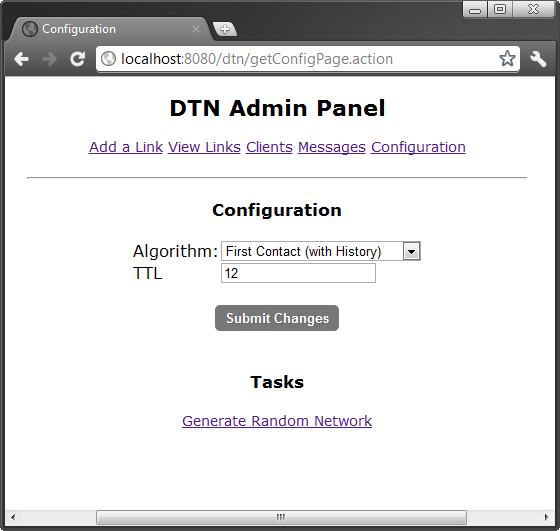 Configuration
localhost:8080/dtn/getConfigPage.action
DTN Admin Panel
Add a Link View Links Clients Messages Configuration
Configuration
Algorithm: First Contact (with History)
TTL 12
Submit Changes
Tasks
Generate Random Network